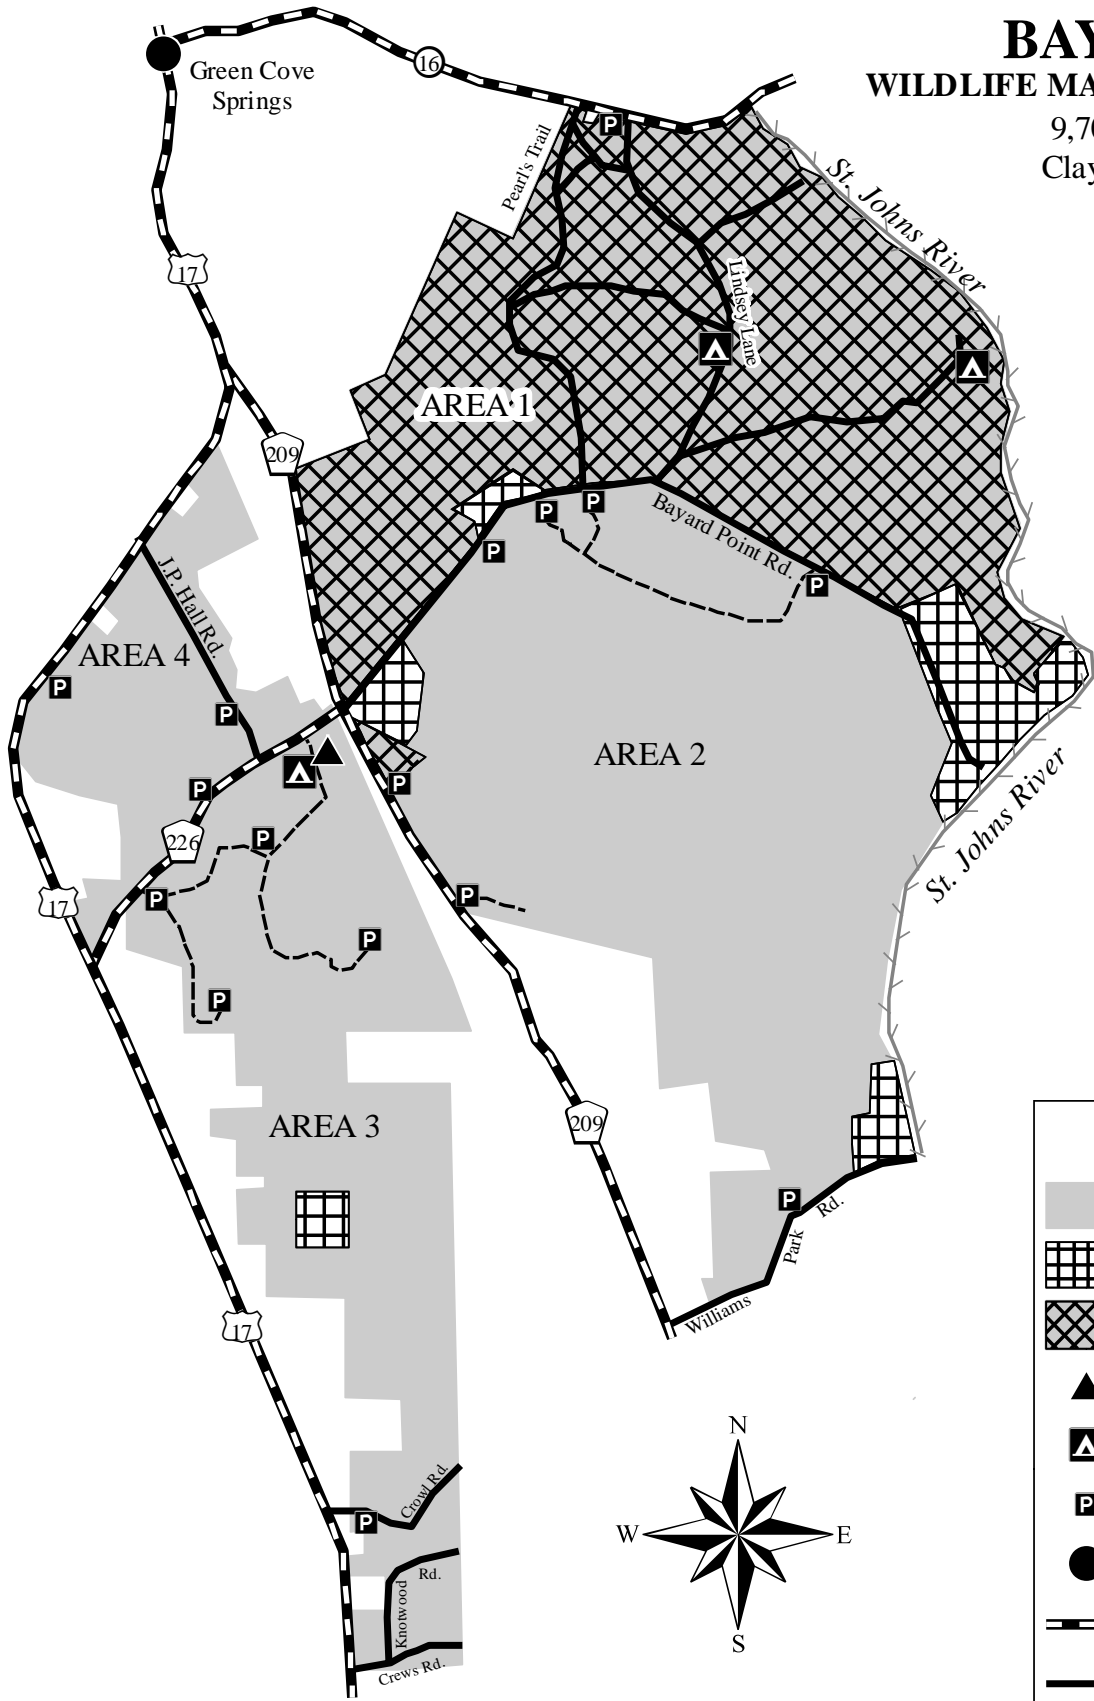 BAY
WILDLIFE MA
9,70
Clay
Green Cove
Springs
16
Pearl's Trail
St. Johns River
17
Lindsey Lane
AREA 1
209
Bayard Point Rd.
J.P. Hall Rd.
AREA 4
P
AREA 2
226
17
St. Johns River
AREA 3
209
Williams
Park
Rd.
17
Crowl Rd.
Knotwood
Rd.
Crews Rd.
N
W
E
S
P